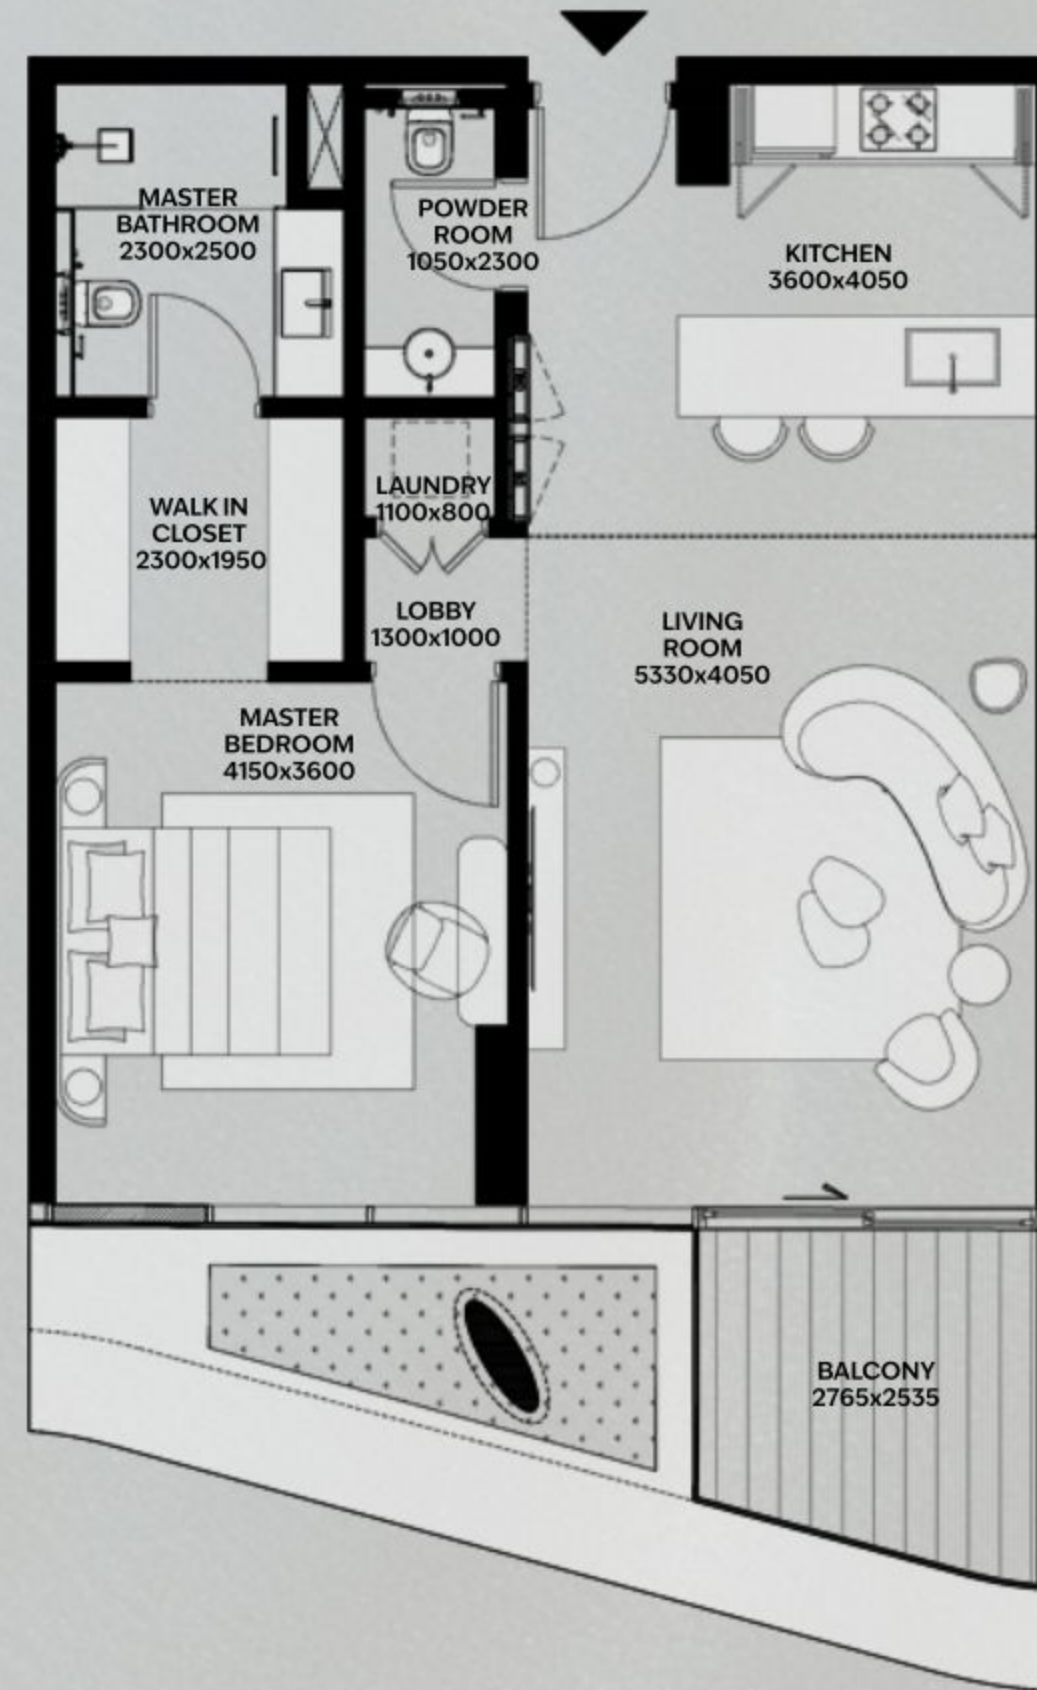 MASTER
BATHROOM
2300x2500
POWDER
ROOM
1050x2300
KITCHEN
3600x4050
WALK IN
CLOSET
2300x1950
LAUNDRY
1100x800
LOBBY
1300x1000
LIVING
ROOM
5330x4050
MASTER
BEDROOM
4150x3600
BALCONY
2765x2535